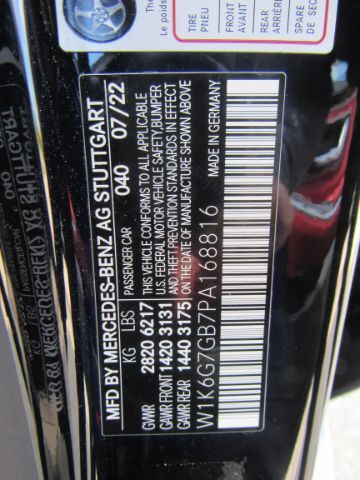 MFD BY MERCEDES-BENZ AG STUTTGART
PASSENGER CAR 040 07/22
KG LBS
GVWR 2820 6217
GAWR FRONT 1420 3131
GAWR REAR 1440 3175
THIS VEHICLE CONFORMS TO ALL APPLICABLE
U.S. FEDERAL MOTOR VEHICLE SAFETY,BUMPER
AND THEFT PREVENTION STANDARDS IN EFFECT
ON THE DATE OF MANUFACTURE SHOWN ABOVE
W1K6G7GB7PA168816
MADE IN GERMANY
The
Le poids
TIRE
PNEU
FRONT
AVANT
REAR
ARRIÈRE
SPARE
DE SEC